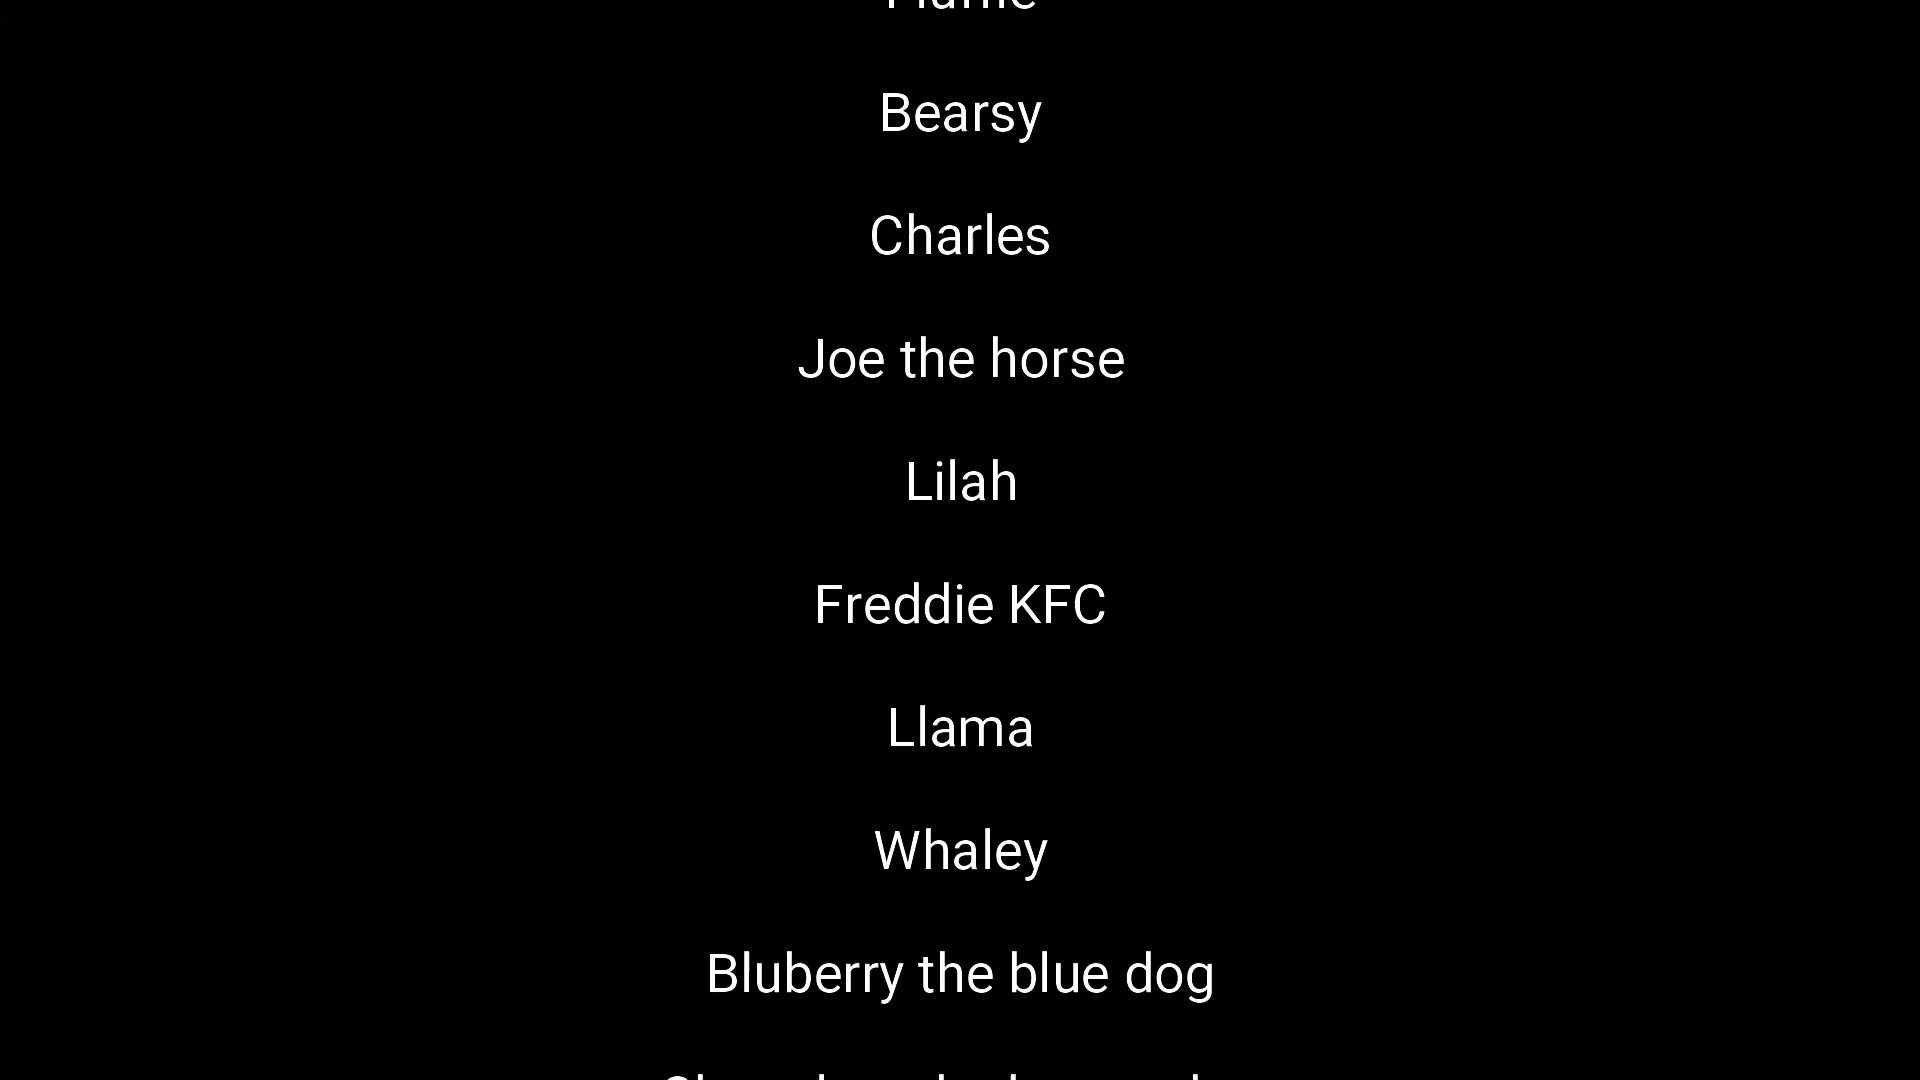 Bearsy
Charles
Joe the horse
Lilah
Freddie KFC
Llama
Whaley
Bluberry the blue dog